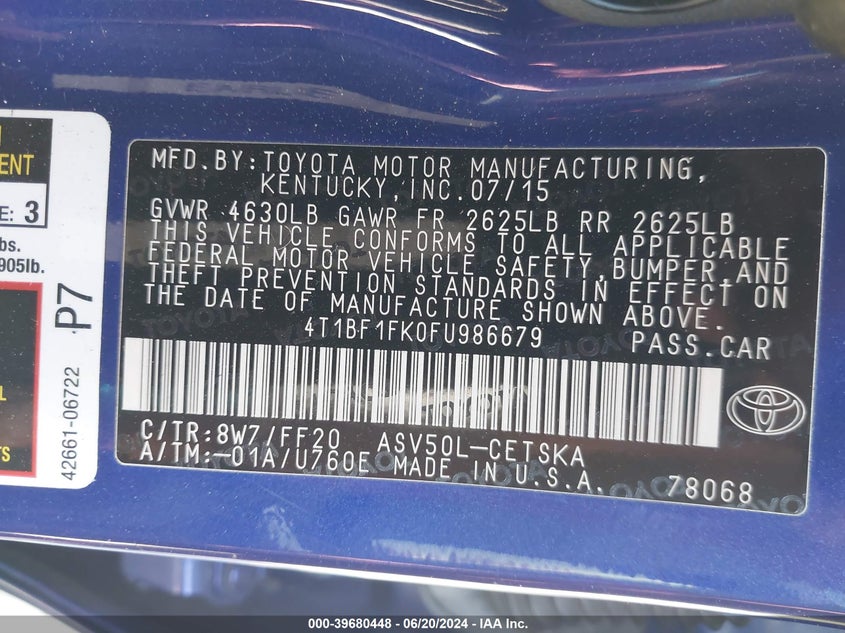 MFD.BY:TOYOTA MOTOR MANUFACTURING,
KENTUCKY,INC.07/15
GVWR 4630LB GAWR FR 2625LB RR 2625LB
THIS VEHICLE CONFORMS TO ALL APPLICABLE
FEDERAL MOTOR VEHICLE SAFETY,BUMPER,AND
THEFT PREVENTION STANDARDS IN EFFECT ON
THE DATE OF MANUFACTURE SHOWN ABOVE.
4T1BF1FK0FU986679 PASS.CAR
C/TR:8W7/FF20 ASV50L-CETSKA
A/TM:-01A/U760E MADE IN U.S.A. 78068
E: 3
905lb.
P7
42661-06722
000-39680448 - 06/20/2024 - IAA Inc.